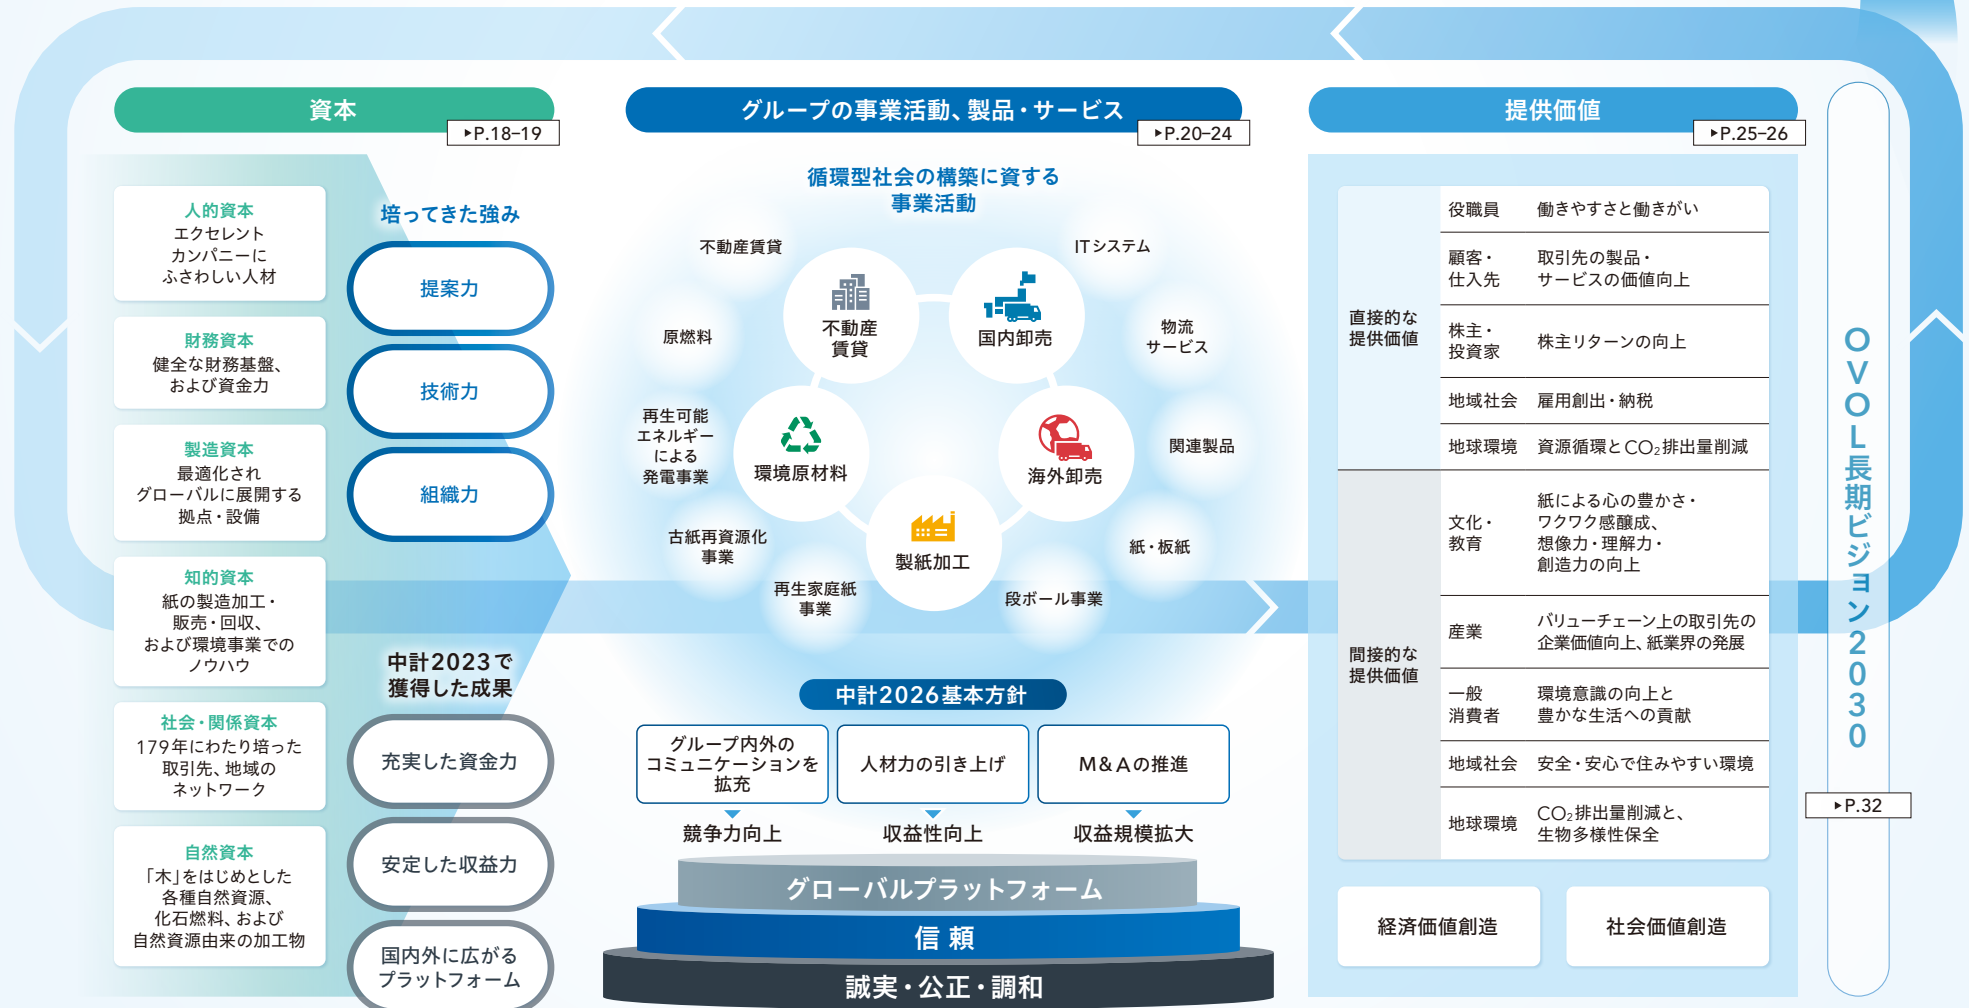 資本
▶P.18–19
人的資本
エクセレント
カンパニーに
ふさわしい人材
財務資本
健全な財務基盤、
および資金力
製造資本
最適化され
グローバルに展開する
拠点・設備
知的資本
紙の製造加工・
販売・回収、
および環境事業での
ノウハウ
社会・関係資本
179年にわたり培った
取引先、地域の
ネットワーク
自然資本
「木」をはじめとした
各種自然資源、
化石燃料、および
自然資源由来の加工物
培ってきた強み
提案力
技術力
組織力
中計2023で
獲得した成果
充実した資金力
安定した収益力
国内外に広がる
プラットフォーム
グループの事業活動、製品・サービス
▶P.20–24
循環型社会の構築に資する
事業活動
不動産賃貸
ITシステム
原燃料
物流
サービス
再生可能
エネルギー
による
発電事業
関連製品
古紙再資源化
事業
紙・板紙
再生家庭紙
事業
段ボール事業
不動産
賃貸
国内卸売
環境原材料
海外卸売
製紙加工
中計2026基本方針
グループ内外の
コミュニケーションを
拡充
人材力の引き上げ
M&Aの推進
競争力向上
収益性向上
収益規模拡大
グローバルプラットフォーム
信頼
誠実・公正・調和
提供価値
▶P.25–26
直接的な
提供価値
役職員 働きやすさと働きがい
顧客・
仕入先
取引先の製品・
サービスの価値向上
株主・
投資家
株主リターンの向上
地域社会 雇用創出・納税
地球環境 資源循環とCO₂排出量削減
間接的な
提供価値
文化・
教育
紙による心の豊かさ・
ワクワク感醸成、
想像力・理解力・
創造力の向上
産業
バリューチェーン上の取引先の
企業価値向上、紙業界の発展
一般
消費者
環境意識の向上と
豊かな生活への貢献
地域社会 安全・安心で住みやすい環境
地球環境
CO₂排出量削減と、
生物多様性保全
経済価値創造
社会価値創造
OVOL長期ビジョン2030
▶P.32